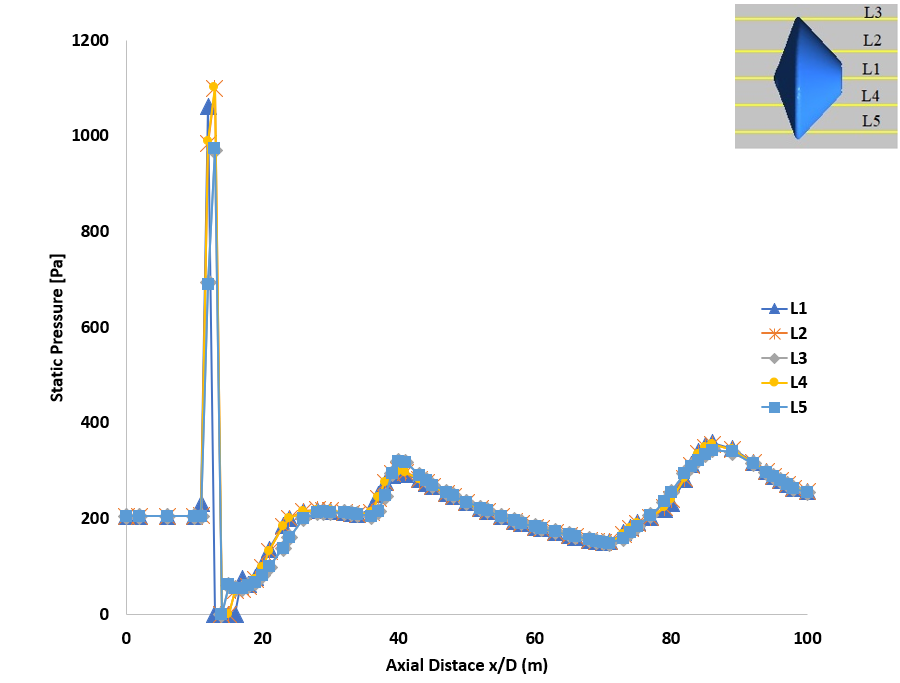 L3
L2
L1
L4
L5
1200
1000
800
600
400
200
0
Static Pressure [Pa]
0 20 40 60 80 100
Axial Distace x/D (m)
L1
L2
L3
L4
L5